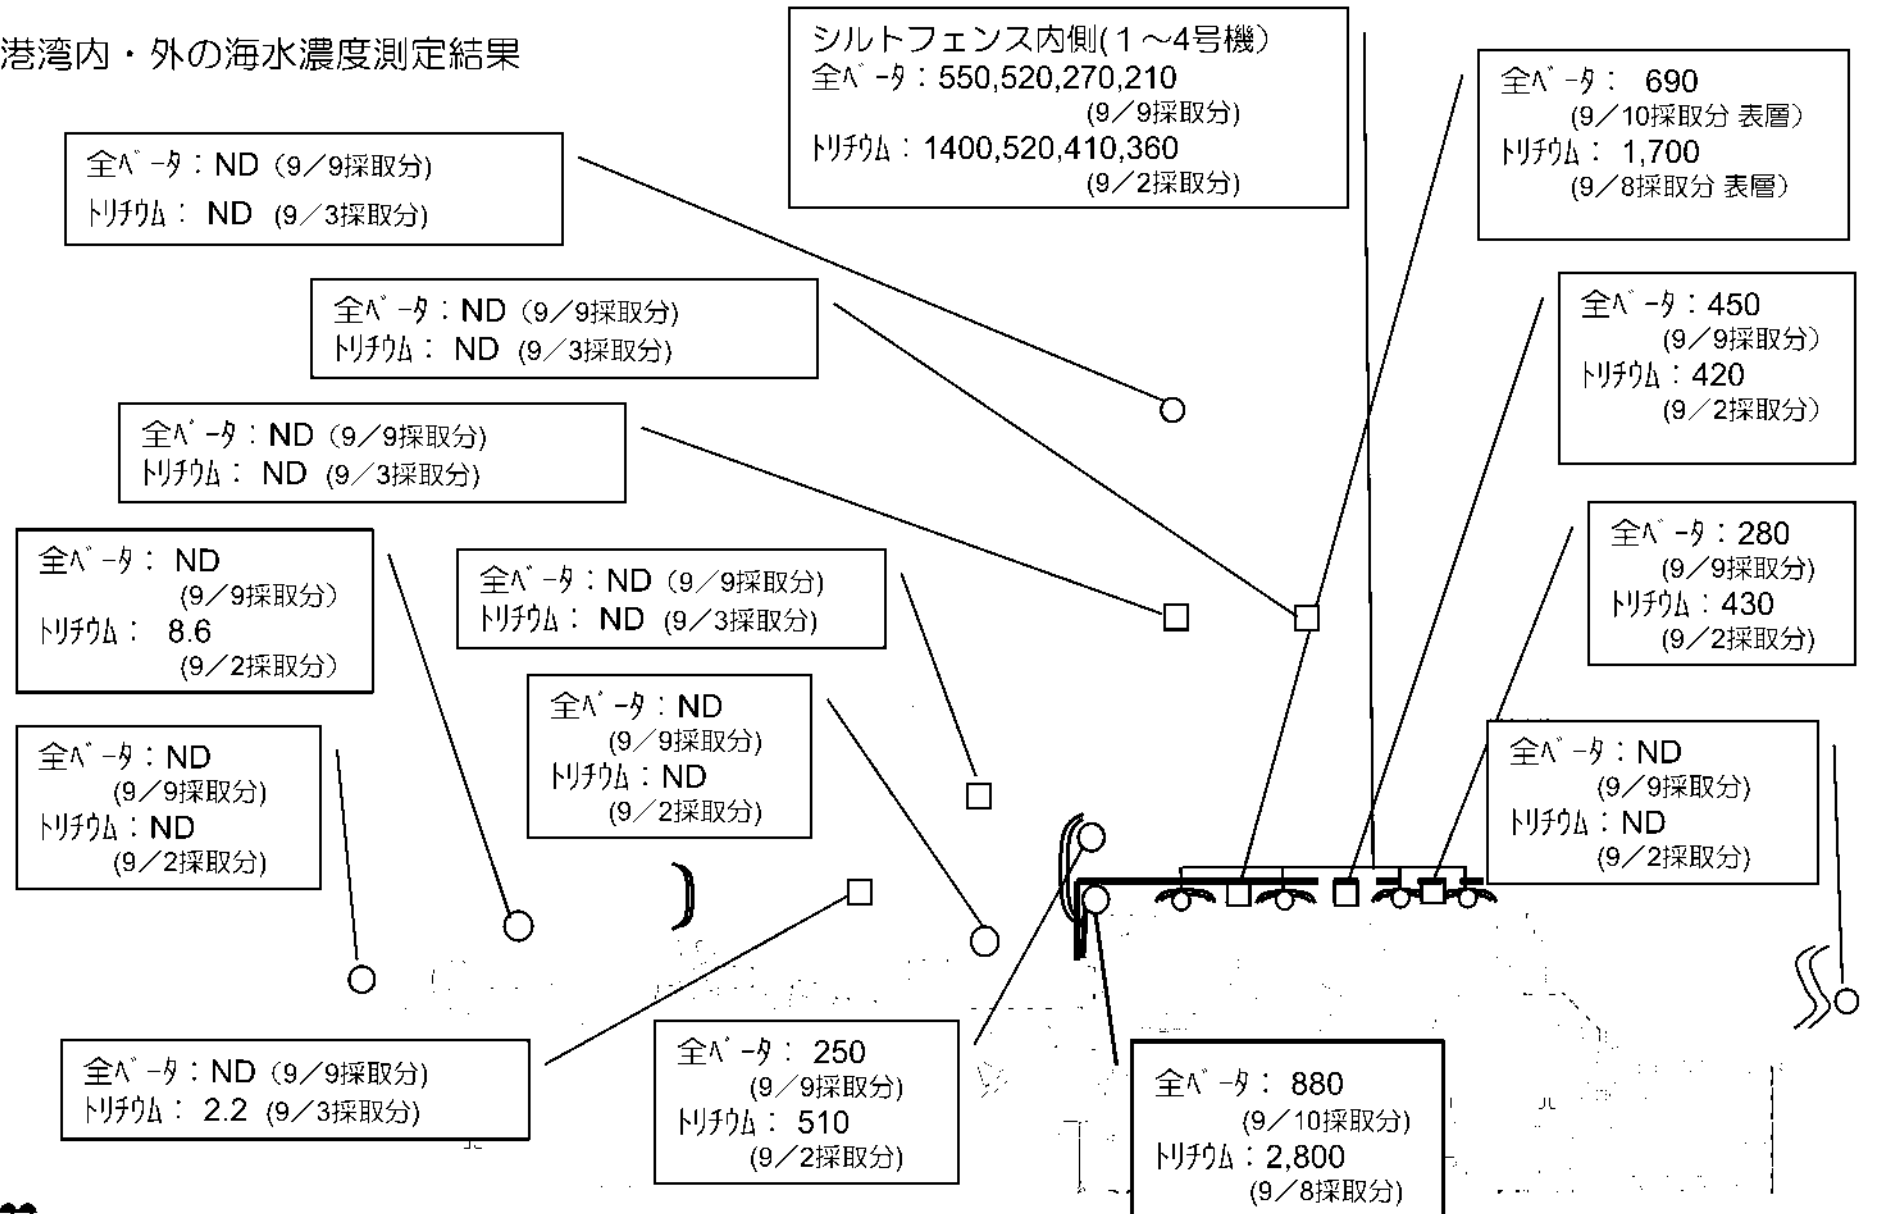 港湾内・外の海水濃度測定結果
シルトフェンス内側(1～4号機)
全ﾍﾞｰﾀ：550,520,270,210
(9／9採取分)
ﾄﾘﾁｳﾑ：1400,520,410,360
(9／2採取分)
全ﾍﾞｰﾀ： 690
(9／10採取分 表層)
ﾄﾘﾁｳﾑ： 1,700
(9／8採取分 表層)
全ﾍﾞｰﾀ：ND (9／9採取分)
ﾄﾘﾁｳﾑ： ND (9／3採取分)
全ﾍﾞｰﾀ：ND (9／9採取分)
ﾄﾘﾁｳﾑ： ND (9／3採取分)
全ﾍﾞｰﾀ：450
(9／9採取分)
ﾄﾘﾁｳﾑ：420
(9／2採取分)
全ﾍﾞｰﾀ：ND (9／9採取分)
ﾄﾘﾁｳﾑ： ND (9／3採取分)
全ﾍﾞｰﾀ：280
(9／9採取分)
ﾄﾘﾁｳﾑ：430
(9／2採取分)
全ﾍﾞｰﾀ： ND
(9／9採取分)
ﾄﾘﾁｳﾑ： 8.6
(9／2採取分)
全ﾍﾞｰﾀ：ND (9／9採取分)
ﾄﾘﾁｳﾑ： ND (9／3採取分)
全ﾍﾞｰﾀ：ND
(9／9採取分)
ﾄﾘﾁｳﾑ：ND
(9／2採取分)
全ﾍﾞｰﾀ：ND
(9／9採取分)
ﾄﾘﾁｳﾑ：ND
(9／2採取分)
全ﾍﾞｰﾀ：ND
(9／9採取分)
ﾄﾘﾁｳﾑ：ND
(9／2採取分)
全ﾍﾞｰﾀ：ND (9／9採取分)
ﾄﾘﾁｳﾑ： 2.2 (9／3採取分)
全ﾍﾞｰﾀ： 250
(9／9採取分)
ﾄﾘﾁｳﾑ： 510
(9／2採取分)
全ﾍﾞｰﾀ： 880
(9／10採取分)
ﾄﾘﾁｳﾑ：2,800
(9／8採取分)